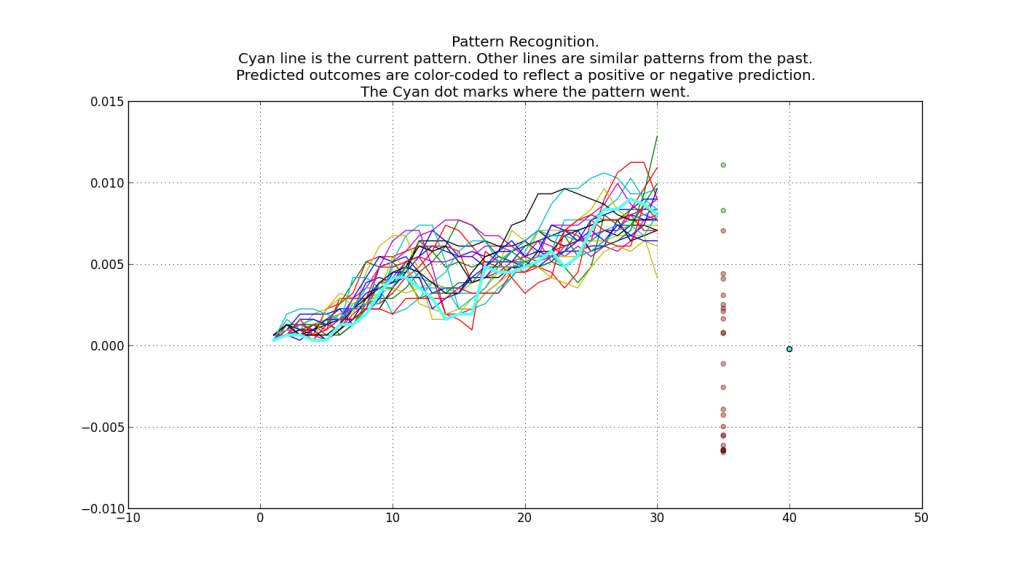 Pattern Recognition.
Cyan line is the current pattern. Other lines are similar patterns from the past.
Predicted outcomes are color-coded to reflect a positive or negative prediction.
The Cyan dot marks where the pattern went.
0.015
0.010
0.005
0.000
−0.005
−0.010
−10 0 10 20 30 40 50